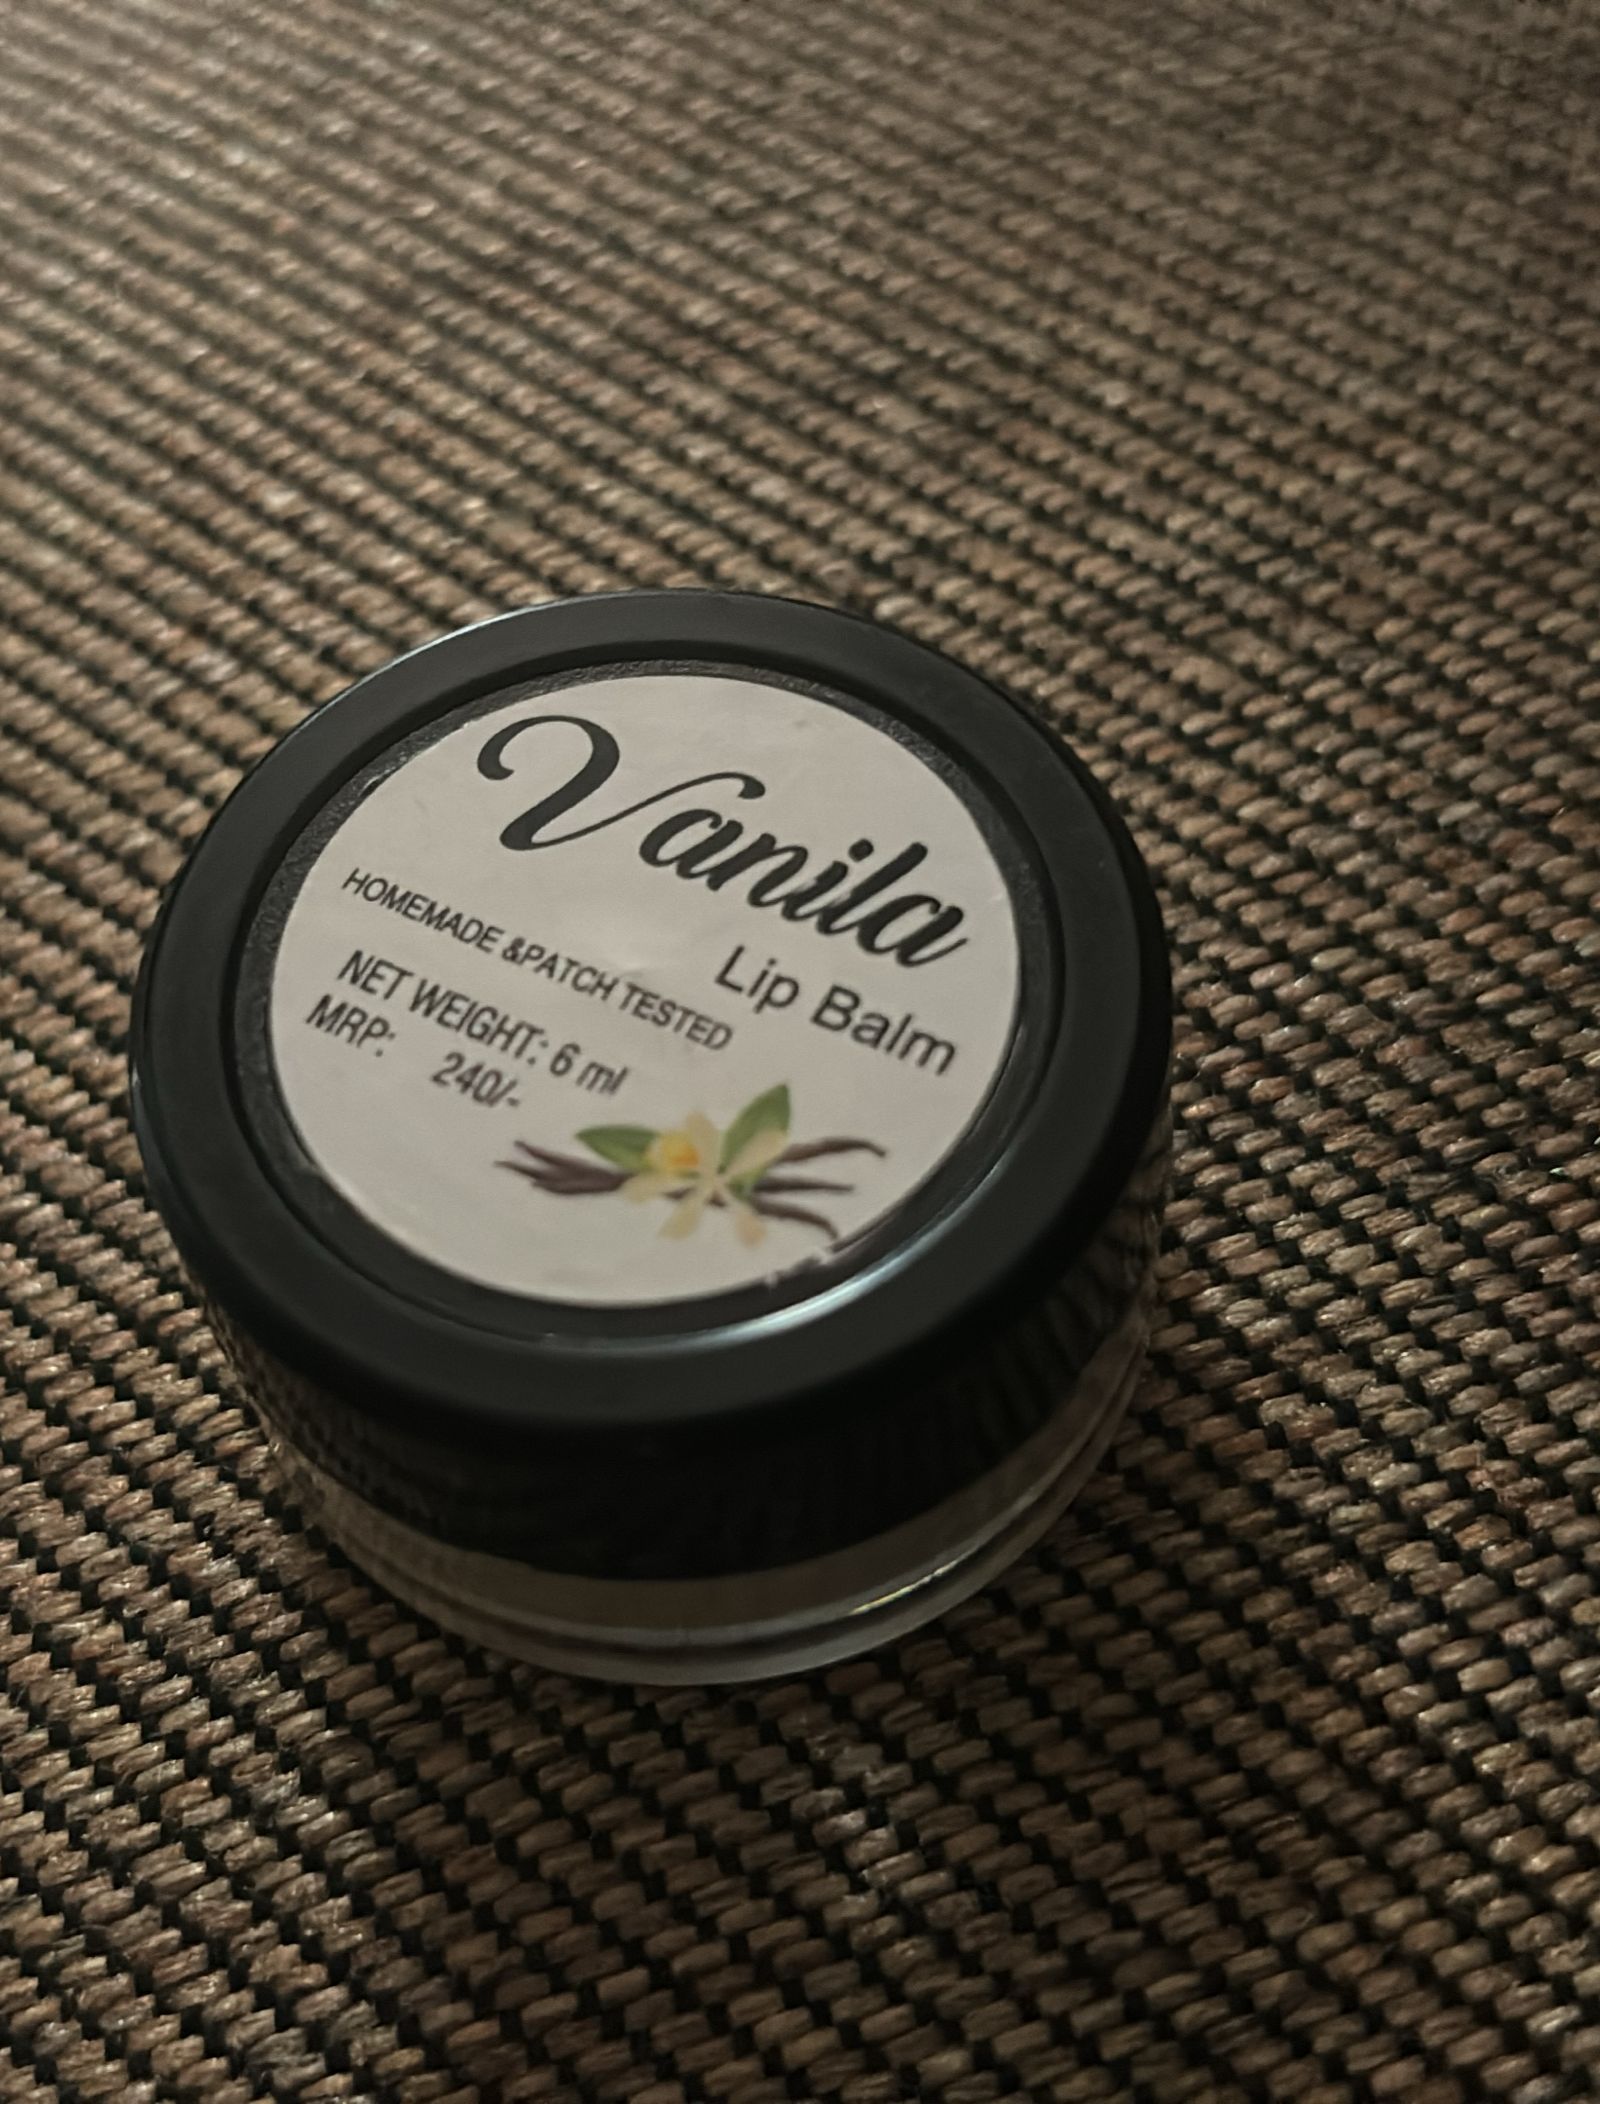 Vanila
Lip Balm
HOMEMADE &PATCH TESTED
NET WEIGHT: 6 ml
MRP: 240/-